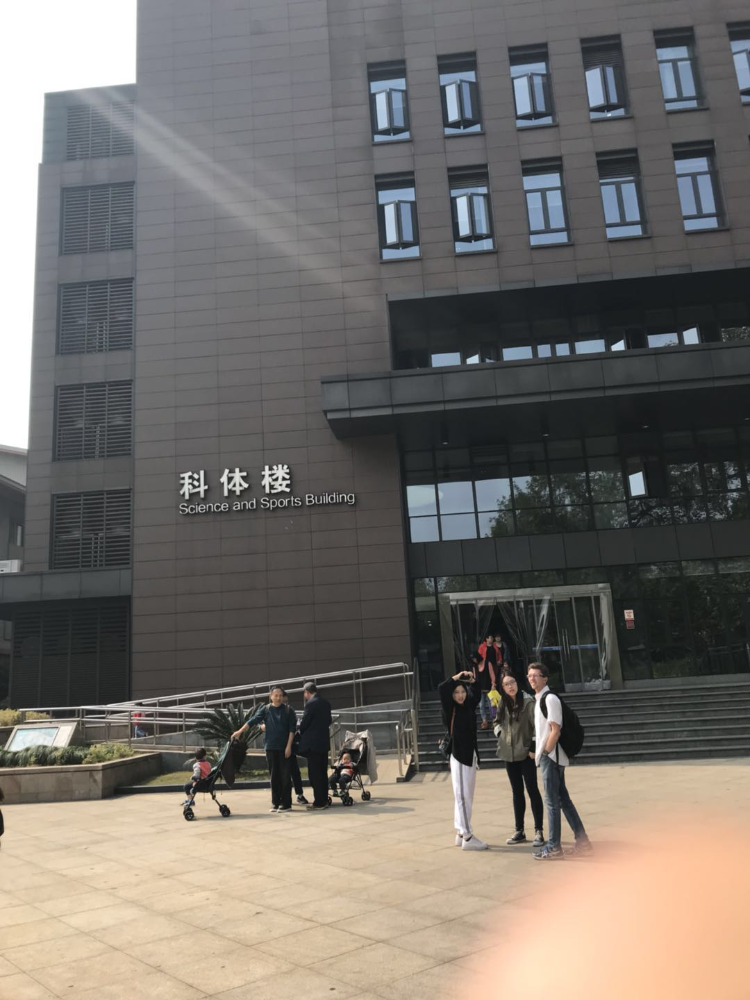 科体楼
Science and Sports Building